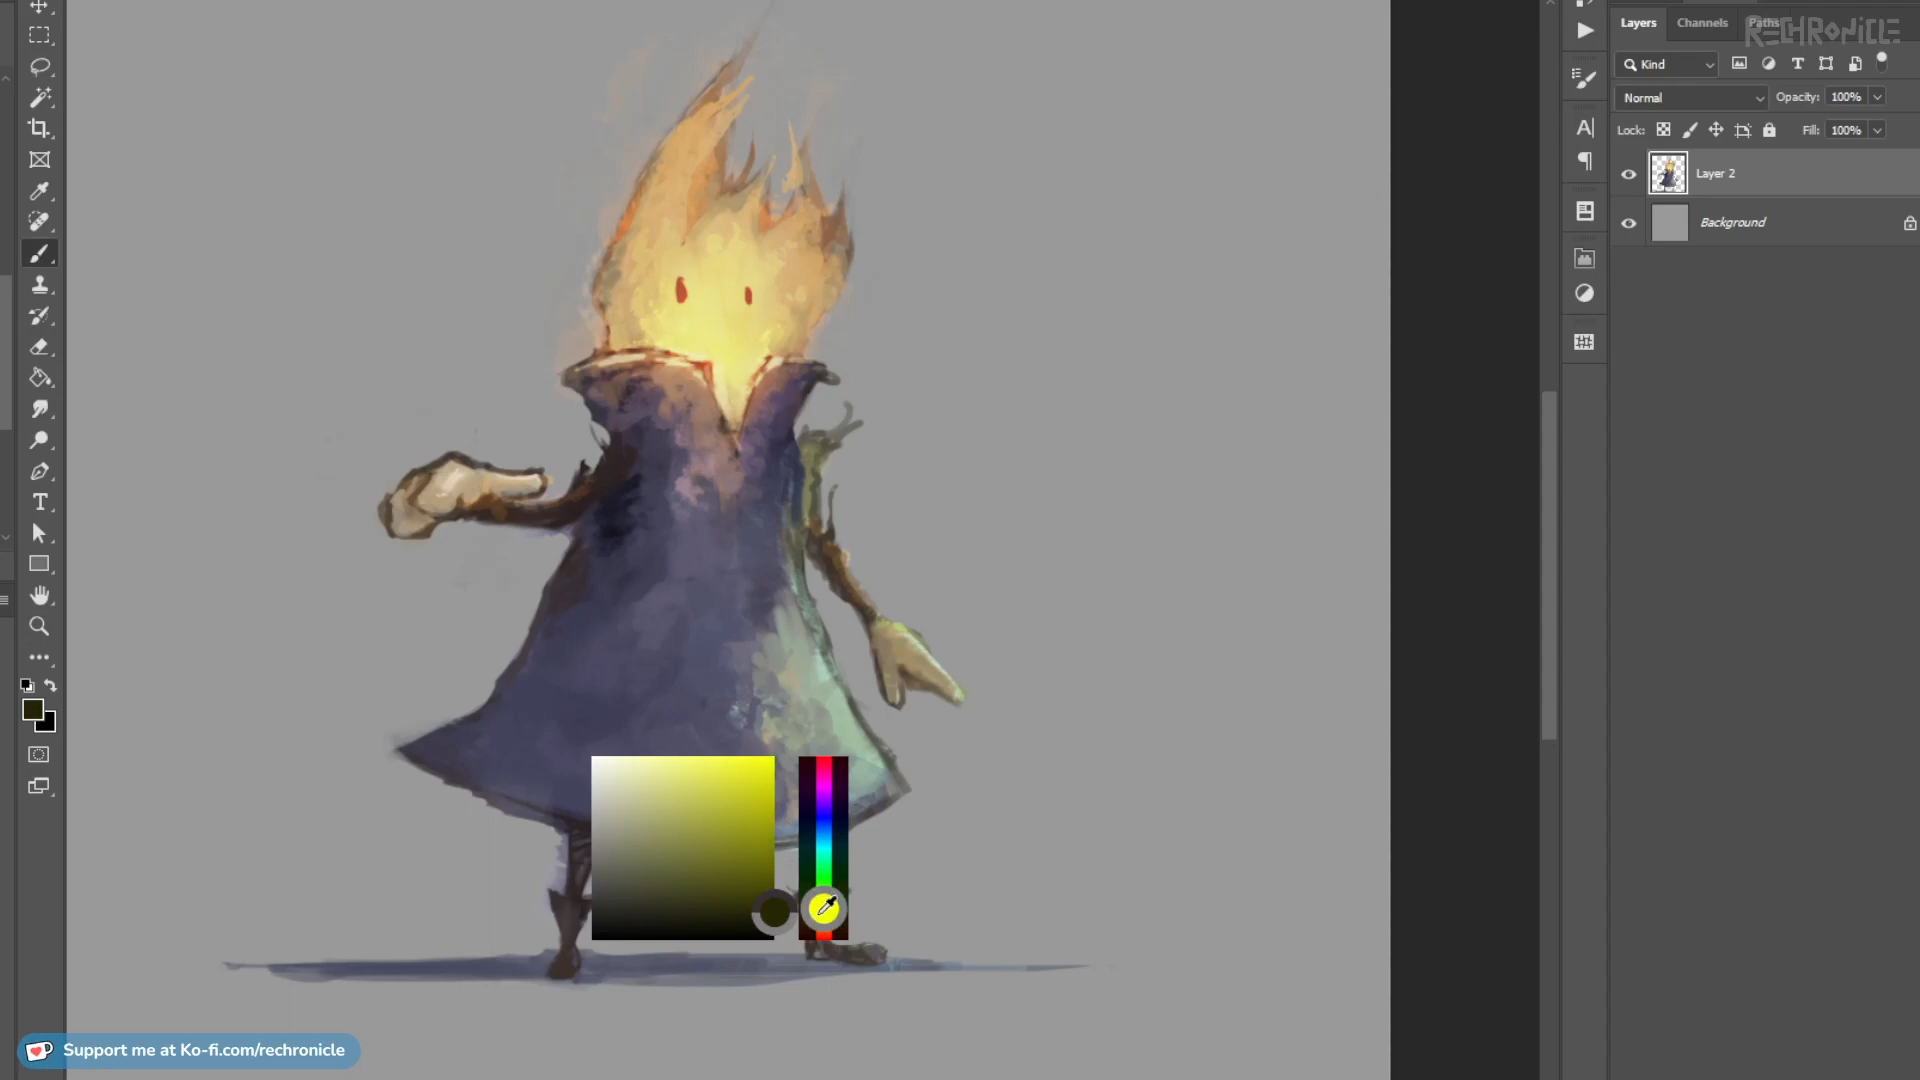 Layers Channels Paths
RECHRONICLE
Kind
Normal Opacity: 100%
Lock: Fill: 100%
Layer 2
Background
Support me at Ko-fi.com/rechronicle